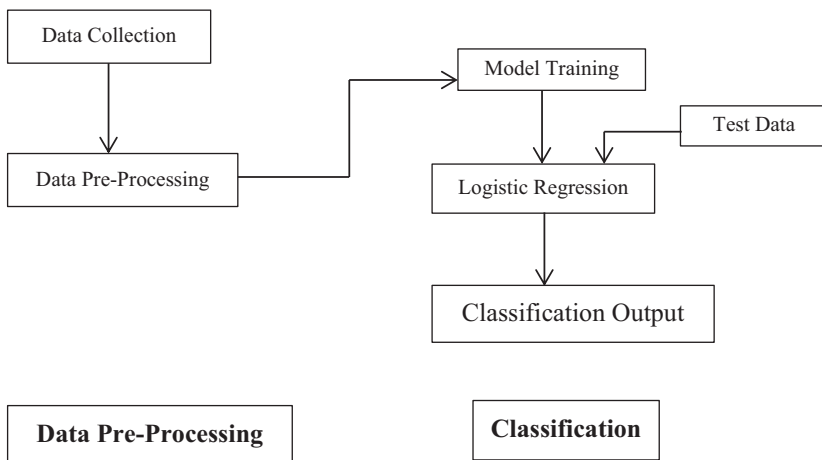 Data Collection
Data Pre-Processing
Model Training
Test Data
Logistic Regression
Classification Output
Data Pre-Processing
Classification